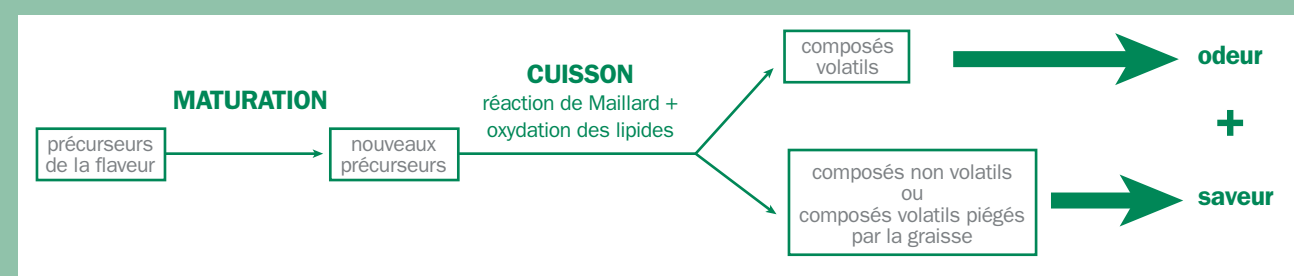 MATURATION
précurseurs
de la flaveur
nouveaux
précurseurs
CUISSON
réaction de Maillard +
oxydation des lipides
composés
volatils
odeur
+
composés non volatils
ou
composés volatils piégés
par la graisse
saveur